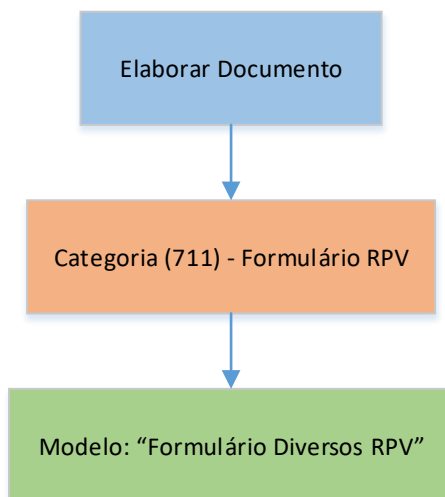 Elaborar Documento
Categoria (711) - Formulário RPV
Modelo: “Formulário Diversos RPV”